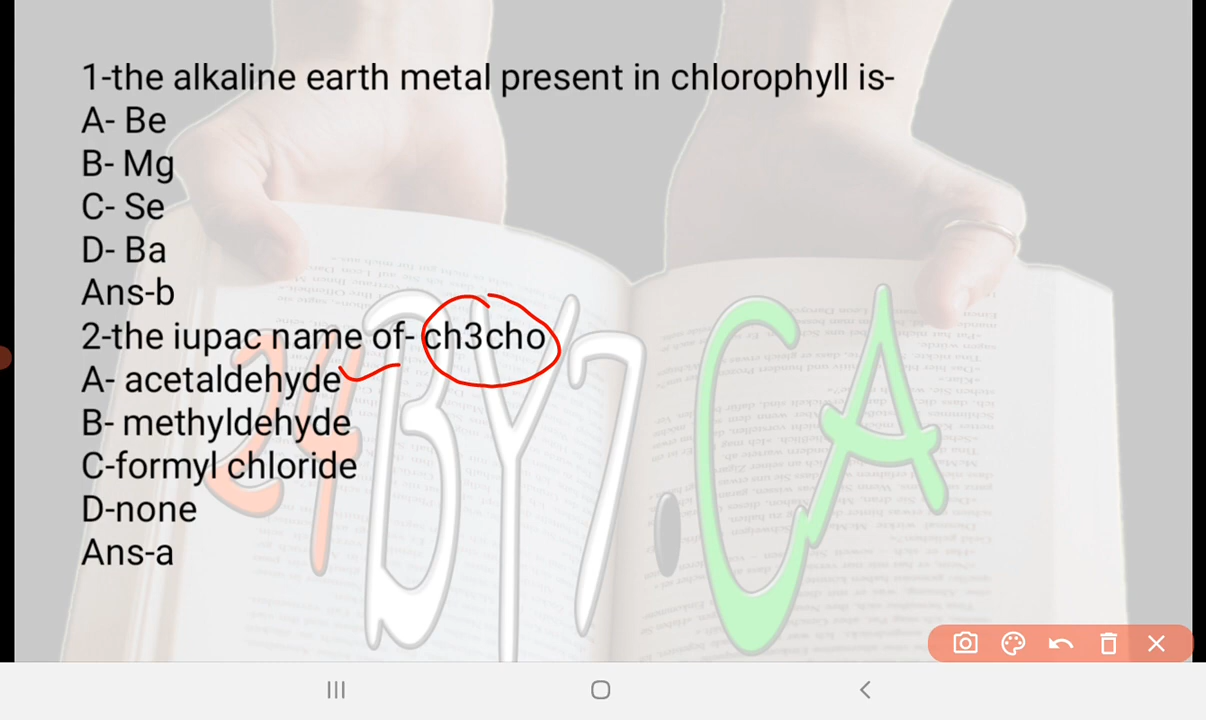 1-the alkaline earth metal present in chlorophyll is-
A- Be
B- Mg
C- Se
D- Ba
Ans-b
2-the iupac name of- ch3cho
A- acetaldehyde
B- methyldehyde
C-formyl chloride
D-none
Ans-a
24BY7.CA